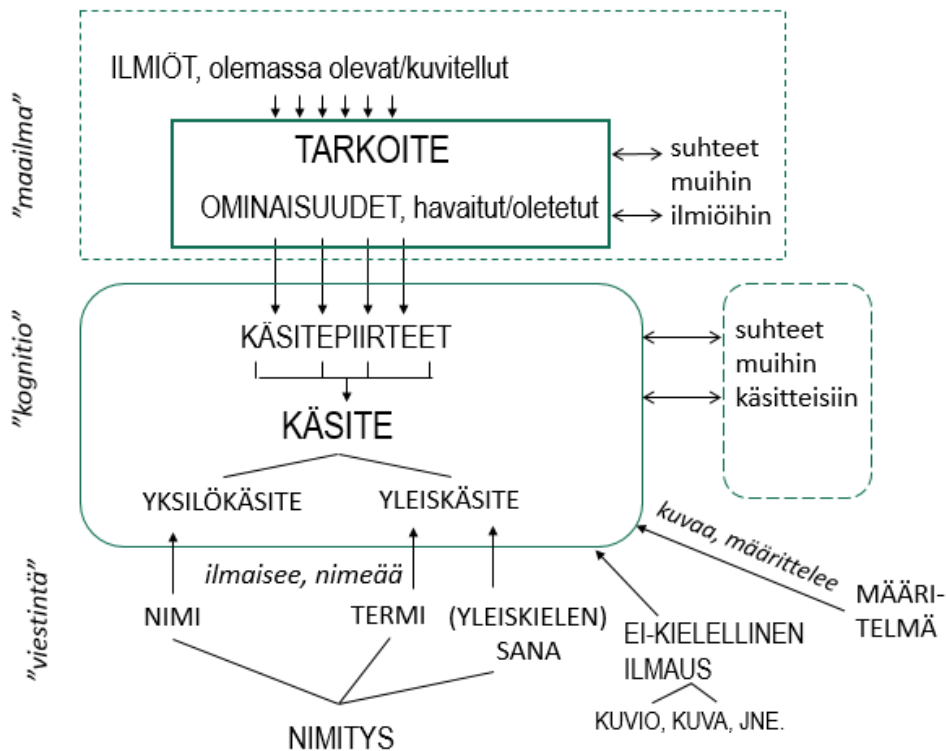 ILMIÖT, olemassa olevat/kuvitellut
”maailma”
TARKOITE
OMINAISUUDET, havaitut/oletetut
suhteet
muihin
ilmiöihin
”kognitio”
KÄSITEPIIRTEET
KÄSITE
YKSILÖKÄSITE
YLEISKÄSITE
suhteet
muihin
käsitteisiin
”viestintä”
ilmaisee, nimeää
kuvaa, määrittelee
NIMI
TERMI
(YLEISKIELEN)
SANA
EI-KIELELLINEN
ILMAUS
MÄÄRI-
TELMÄ
KUVIO, KUVA, JNE.
NIMITYS